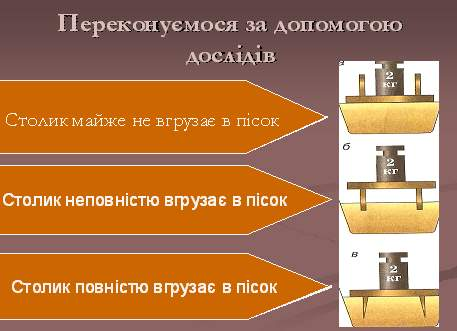 Переконуємося за допомогою
дослідів
а
2
кг
Столик майже не вгрузає в пісок
б
2
кг
Столик неповністю вгрузає в пісок
в
2
кг
Столик повністю вгрузає в пісок